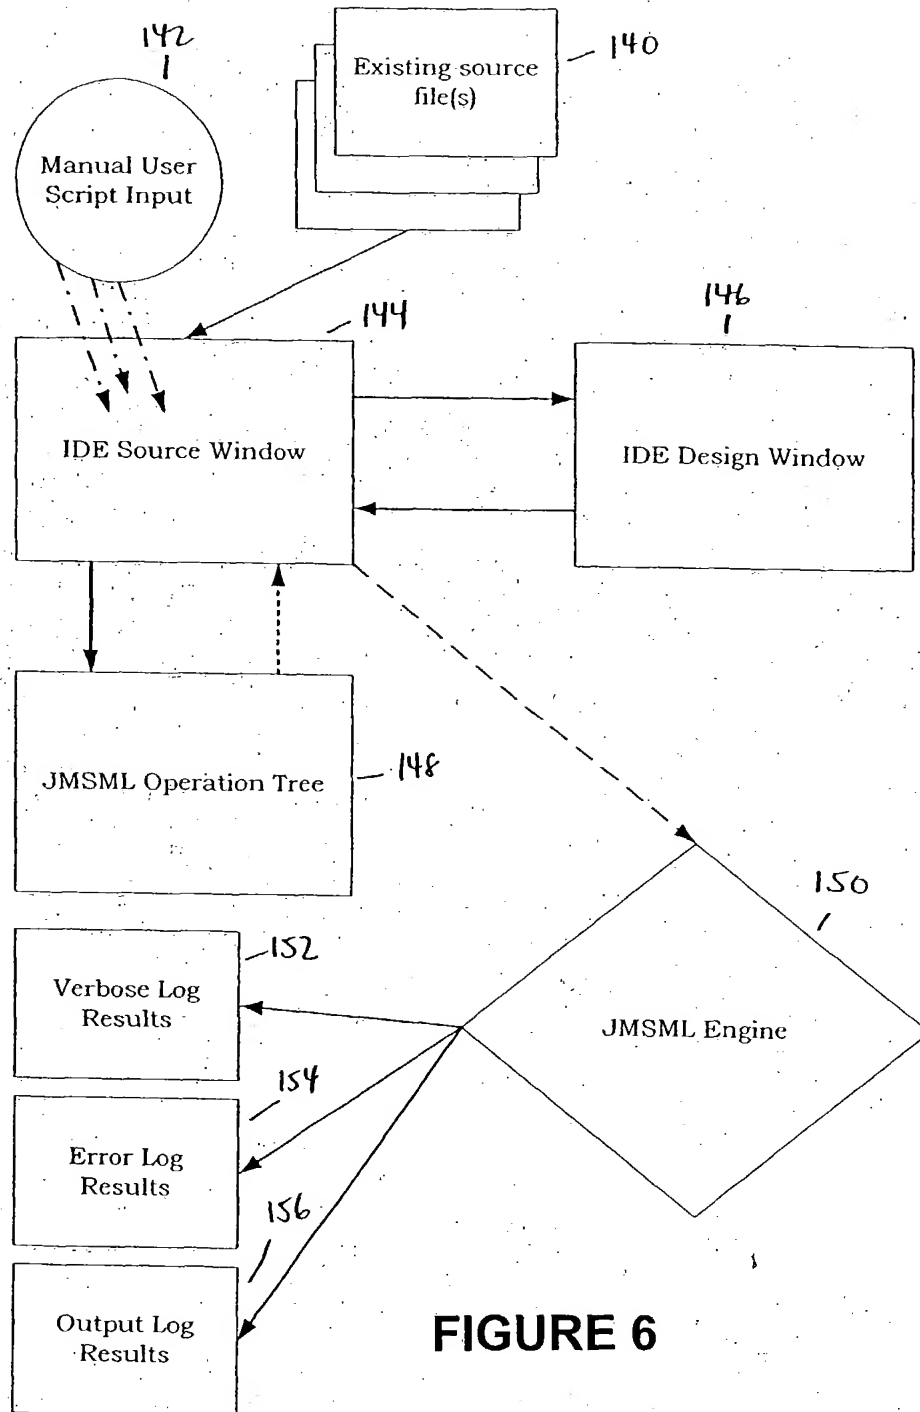 142
140
Existing source
file(s)
Manual User
Script Input
144
146
IDE Source Window
IDE Design Window
JMSML Operation Tree
148
150
152
Verbose Log
Results
JMSML Engine
154
Error Log
Results
156
Output Log
Results
FIGURE 6